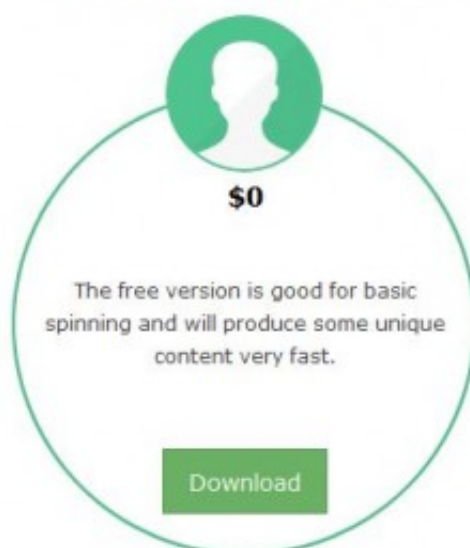 $0
The free version is good for basic
spinning and will produce some unique
content very fast.
Download